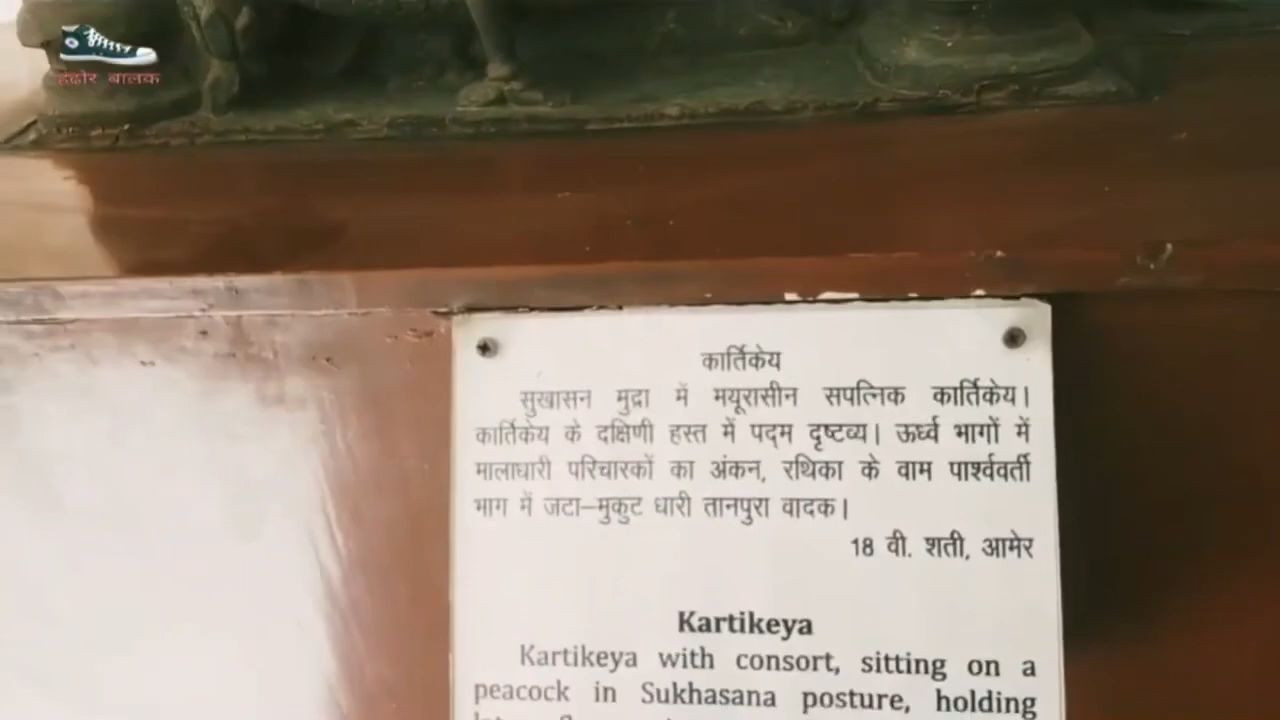 हंढोर बालक
कार्तिकेय
सुखासन मुद्रा में मयूरासीन सपत्निक कार्तिकेय।
कार्तिकेय के दक्षिणी हस्त में पद्म दृष्टव्य। ऊर्ध्व भागों में
मालाधारी परिचारकों का अंकन, रथिका के वाम पार्श्ववर्ती
भाग में जटा–मुकुट धारी तानपुरा वादक।
18 वी. शती, आमेर
Kartikeya
Kartikeya with consort, sitting on a
peacock in Sukhasana posture, holding